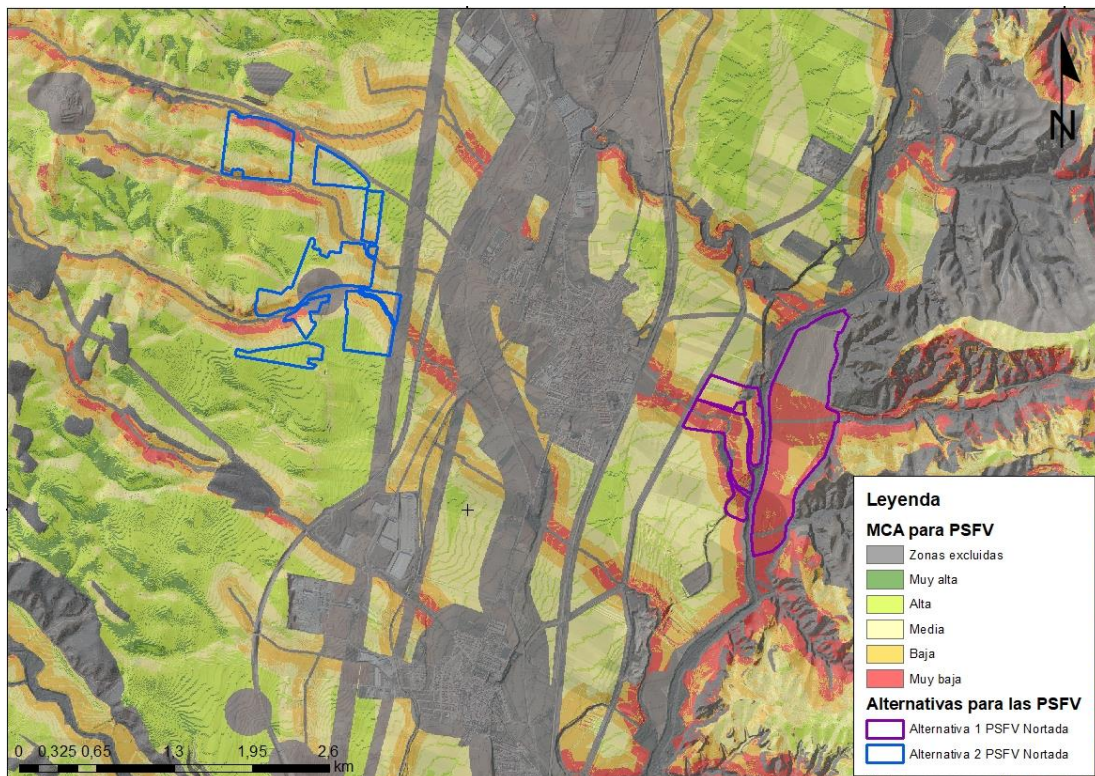 N
Leyenda
MCA para PSFV
Zonas excluidas
Muy alta
Alta
Media
Baja
Muy baja
Alternativas para las PSFV
Alternativa 1 PSFV Nortada
Alternativa 2 PSFV Nortada
0 0,325 0,65 1,3 1,95 2,6
km